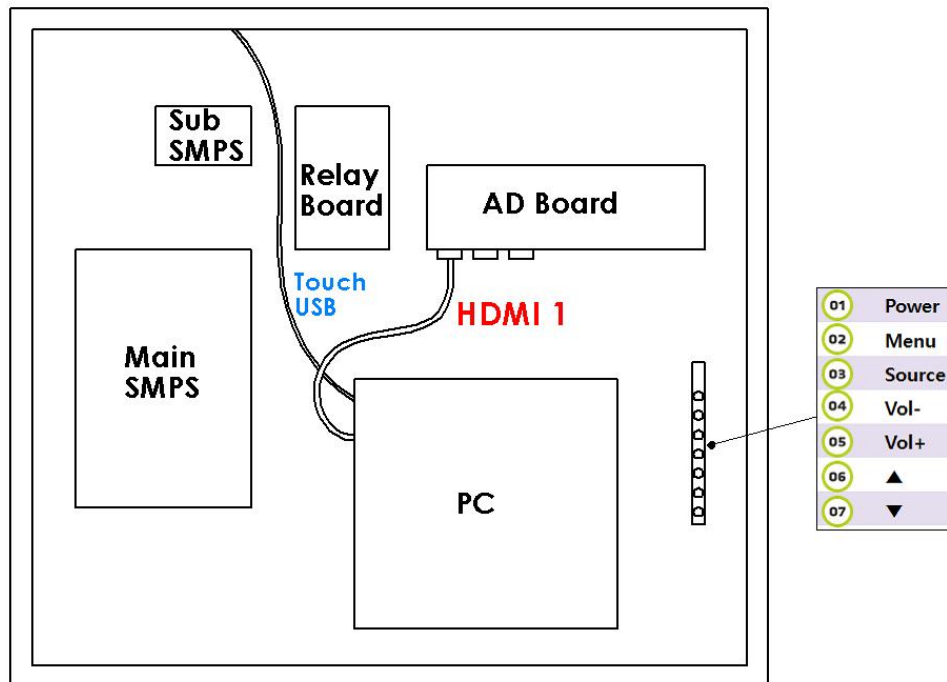 Sub
SMPS
Relay
Board
AD Board
Touch
USB
HDMI 1
Main
SMPS
PC
01 Power
02 Menu
03 Source
04 Vol-
05 Vol+
06 ▲
07 ▼